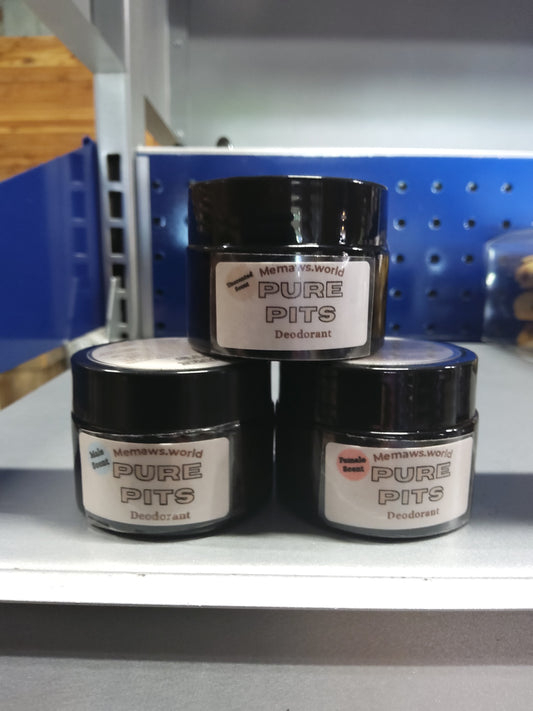 Unscented
Scent
Memaws.world
PURE
PITS
Deodorant
Male
Scent
Memaws.world
PURE
PITS
Deodorant
Female
Scent
Memaws.world
PURE
PITS
Deodorant